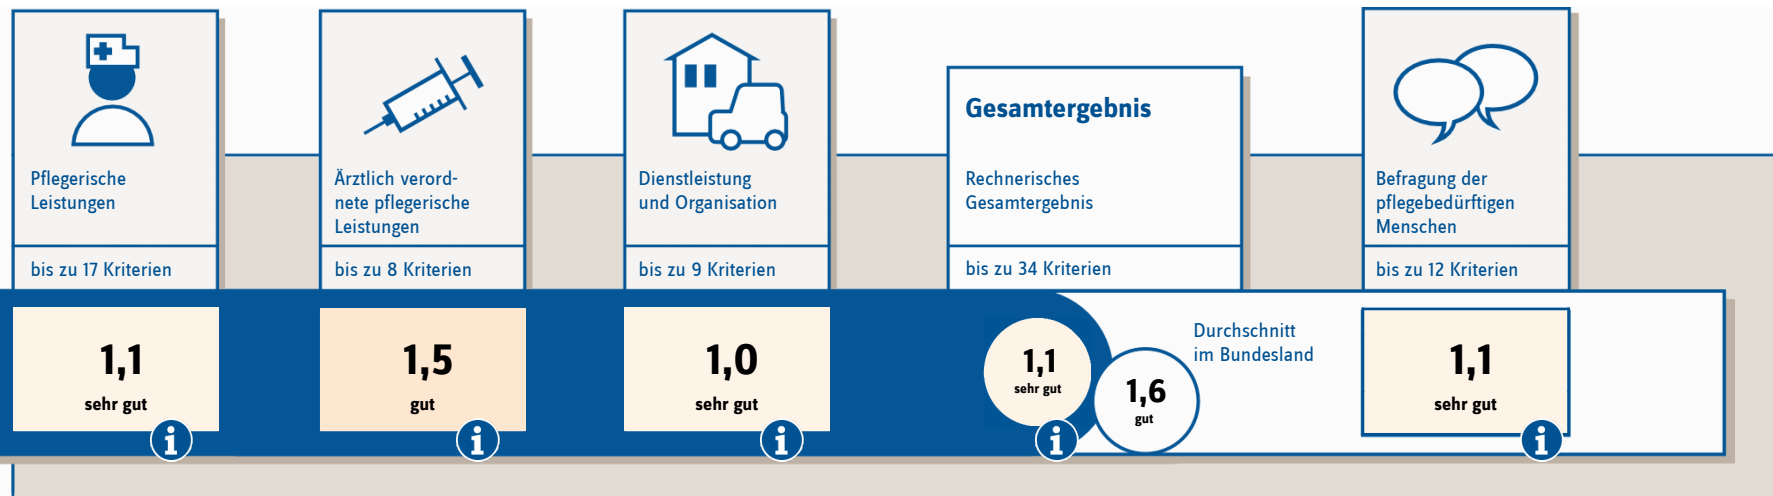 Pflegerische
Leistungen
bis zu 17 Kriterien
1,1
sehr gut
i
Ärztlich verord-
nete pflegerische
Leistungen
bis zu 8 Kriterien
1,5
gut
i
Dienstleistung
und Organisation
bis zu 9 Kriterien
1,0
sehr gut
i
Gesamtergebnis
Rechnerisches
Gesamtergebnis
bis zu 34 Kriterien
1,1
sehr gut
i
1,6
gut
Durchschnitt
im Bundesland
Befragung der
pflegebedürftigen
Menschen
bis zu 12 Kriterien
1,1
sehr gut
i